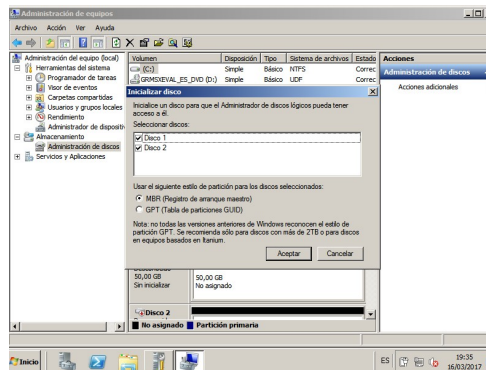 Administración de equipos
Archivo Acción Ver Ayuda
Administración del equipo (local)
Herramientas del sistema
Programador de tareas
Visor de eventos
Carpetas compartidas
Usuarios y grupos locales
Rendimiento
Administrador de dispositiv
Almacenamiento
Administración de discos
Servicios y Aplicaciones
Volumen Disposición Tipo Sistema de archivos Estado
(C:) Simple Básico NTFS Correc
GRMSXEVAL_ES_DVD (D:) Simple Básico UDF Correc
Acciones
Administración de discos
Acciones adicionales
Inicializar disco
Inicialice un disco para que el Administrador de discos lógicos pueda tener
acceso a él.
Seleccionar discos:
Disco 1
Disco 2
Usar el siguiente estilo de partición para los discos seleccionados:
MBR (Registro de arranque maestro)
GPT (Tabla de particiones GUID)
Nota: no todas las versiones anteriores de Windows reconocen el estilo de
partición GPT. Se recomienda sólo para discos con más de 2TB o para discos
en equipos basados en Itanium.
Aceptar Cancelar
50,00 GB
Sin inicializar
50,00 GB
No asignado
Disco 2
No asignado Partición primaria
Inicio
ES
19:35
16/03/2017